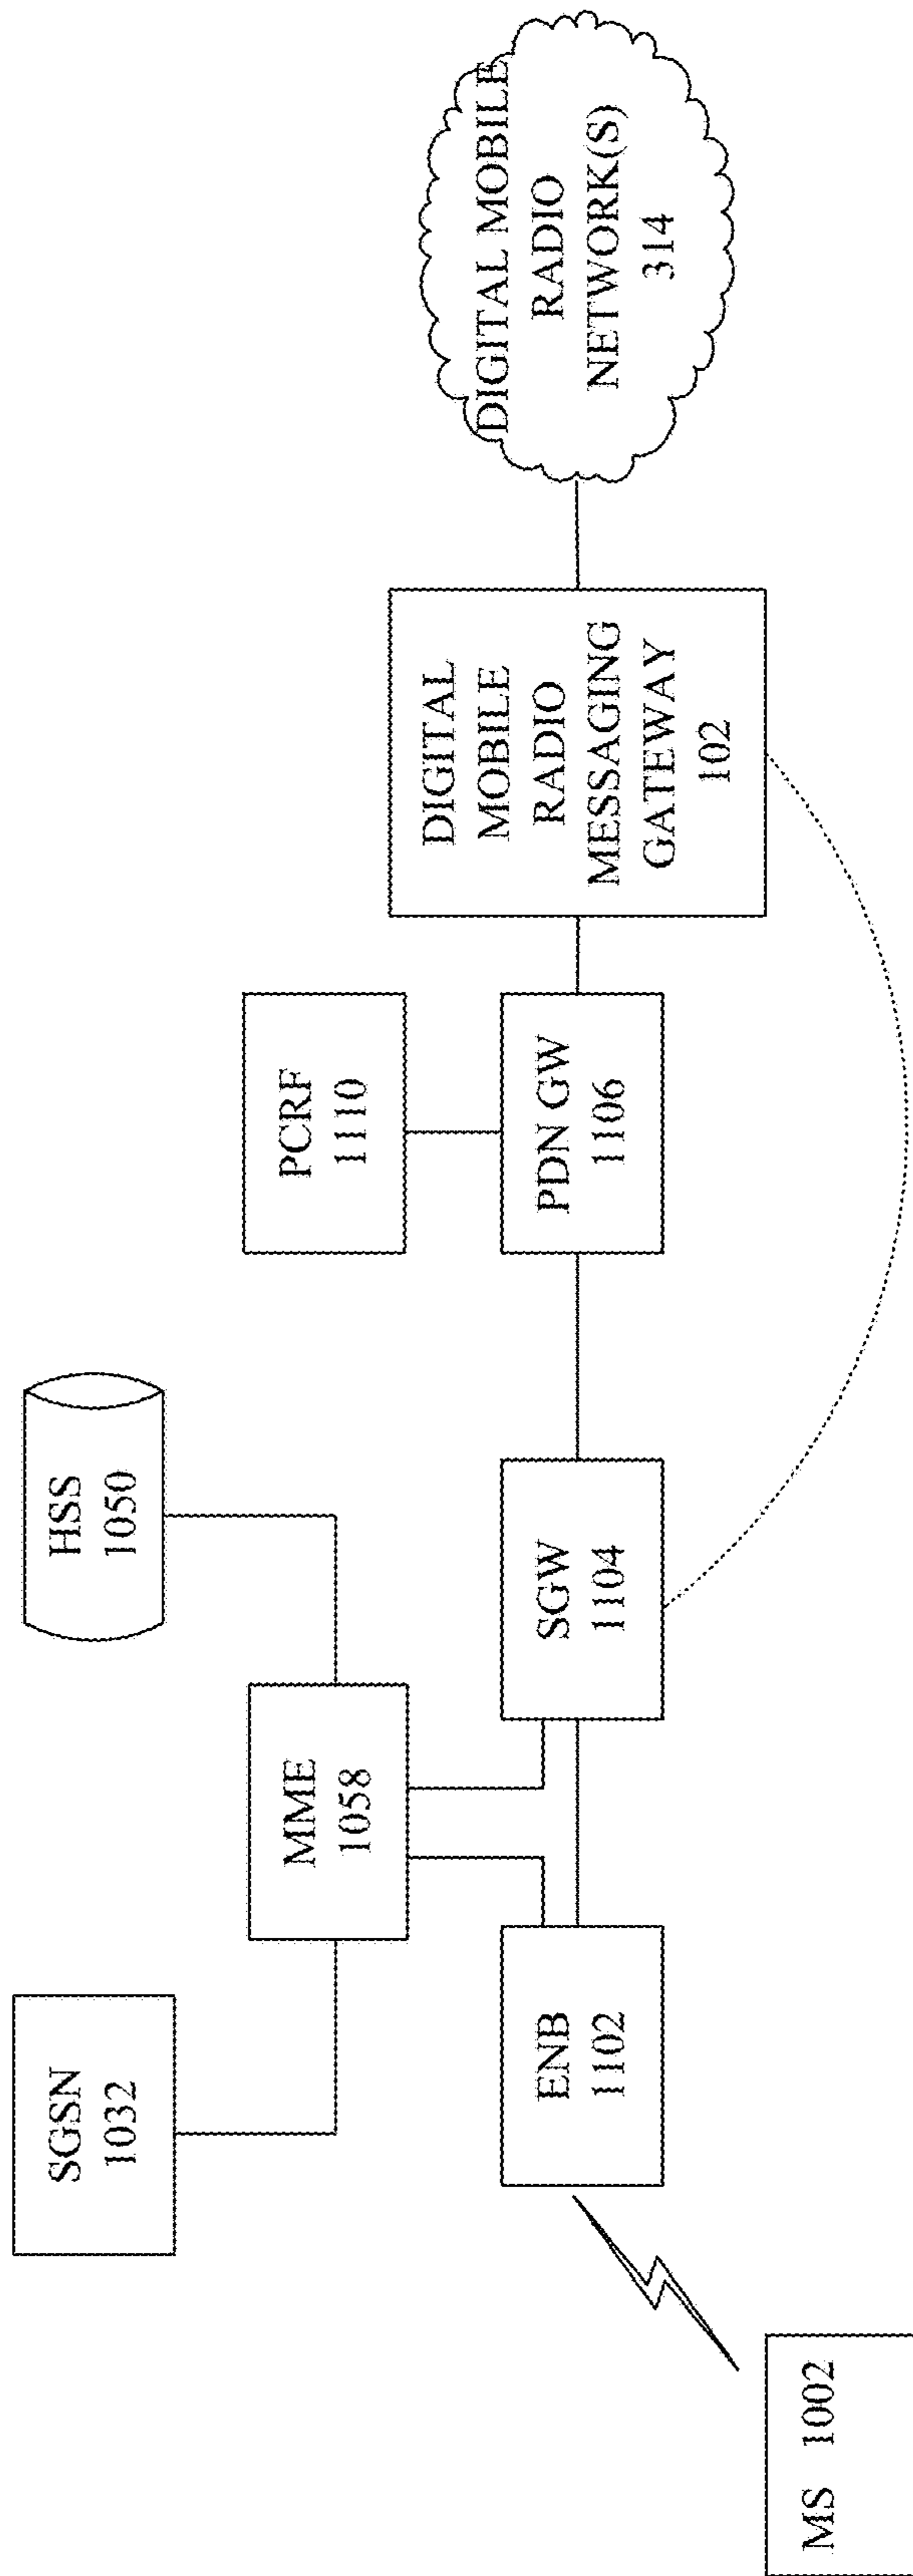 SGSN
1032
HSS
1050
MME
1058
PCRF
1110
ENB
1102
SGW
1104
PDN GW
1106
DIGITAL
MOBILE
RADIO
MESSAGING
GATEWAY
102
DIGITAL MOBILE
RADIO
NETWORK(S)
314
MS 1002